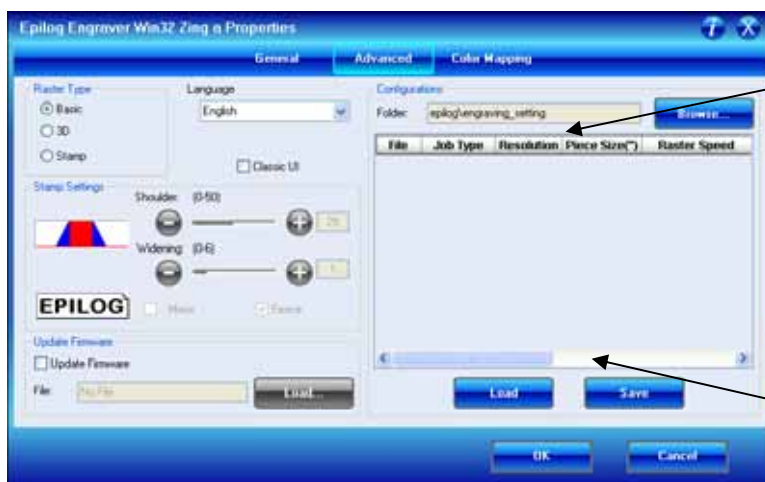 Epilog Engraver Win32 Zing n Properties
General Advanced Color Mapping
Raster Type
Basic
3D
Stamp
Language
English
Classic UI
Stamp Settings
Shoulder: (0-50)
Widening: (0-6)
EPILOG
Update Firmware
Update Firmware
File: No File Load...
Configurations
Folder: epilog\engraving_setting Browse...
File Job Type Resolution Piece Size(") Raster Speed
Load Save
OK Cancel